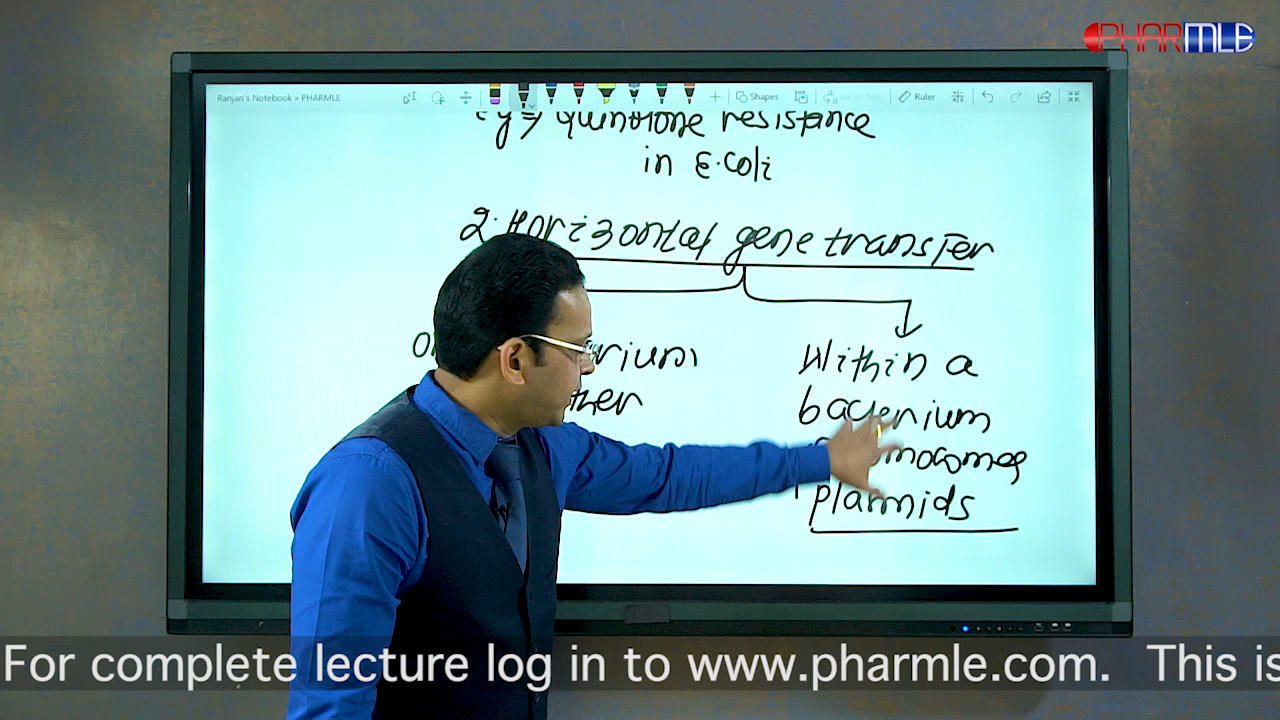 PHARMLE
Ranjan's Notebook » PHARMLE
Shapes
Ruler
resistance
in E.coli
2. Horizontal gene transfer
Within a
bacterium
plasmids
For complete lecture log in to www.pharmle.com. This is